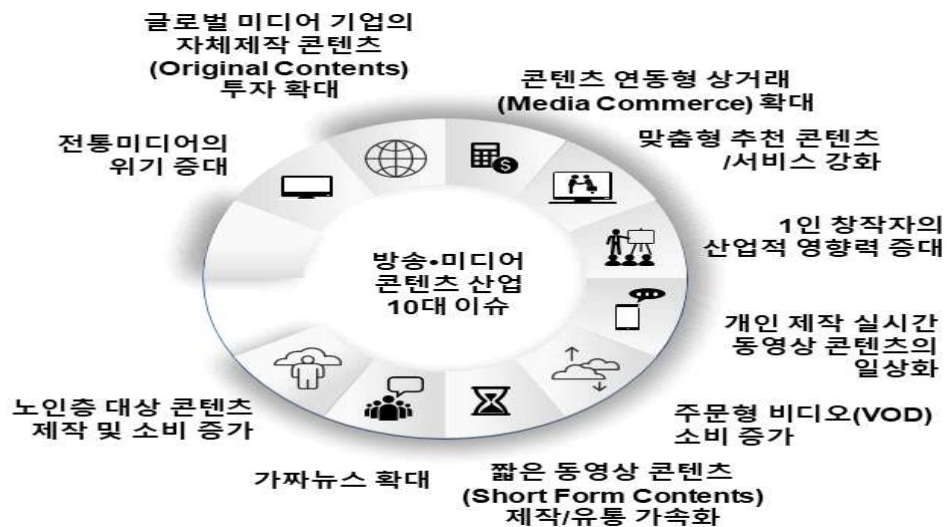 글로벌 미디어 기업의
자체제작 콘텐츠
(Original Contents)
투자 확대
콘텐츠 연동형 상거래
(Media Commerce) 확대
맞춤형 추천 콘텐츠
/서비스 강화
1인 창작자의
산업적 영향력 증대
개인 제작 실시간
동영상 콘텐츠의
일상화
주문형 비디오(VOD)
소비 증가
짧은 동영상 콘텐츠
(Short Form Contents)
제작/유통 가속화
가짜뉴스 확대
노인층 대상 콘텐츠
제작 및 소비 증가
전통미디어의
위기 증대
방송•미디어
콘텐츠 산업
10대 이슈
$